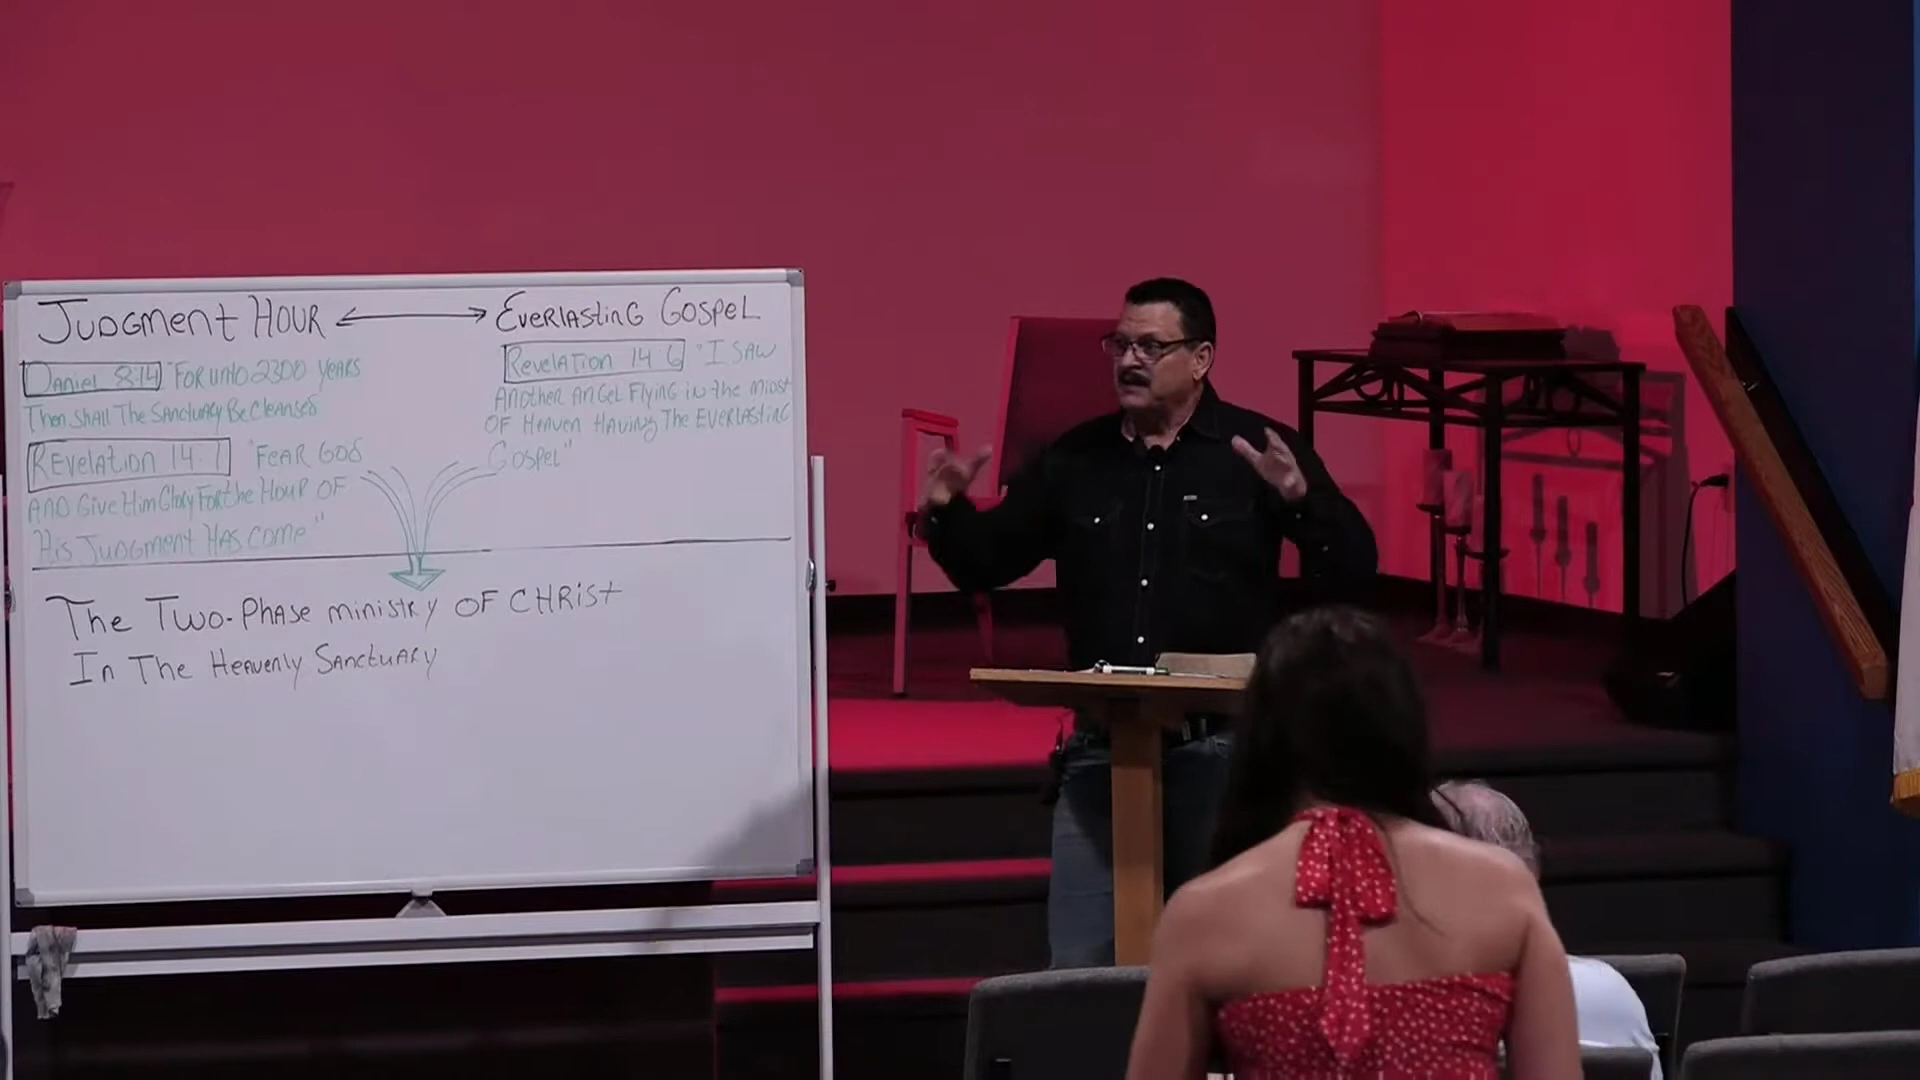 Judgment Hour ⟷ Everlasting Gospel
Daniel 8:14 "For unto 2300 years
Then shall The Sanctuary Be Cleansed
Revelation 14:7 "Fear God
And Give Him Glory For the Hour of
His Judgment Has Come"
Revelation 14:6 "I saw
Another angel Flying in the midst
of Heaven Having The Everlasting
Gospel"
The Two-Phase ministry of Christ
In The Heavenly Sanctuary